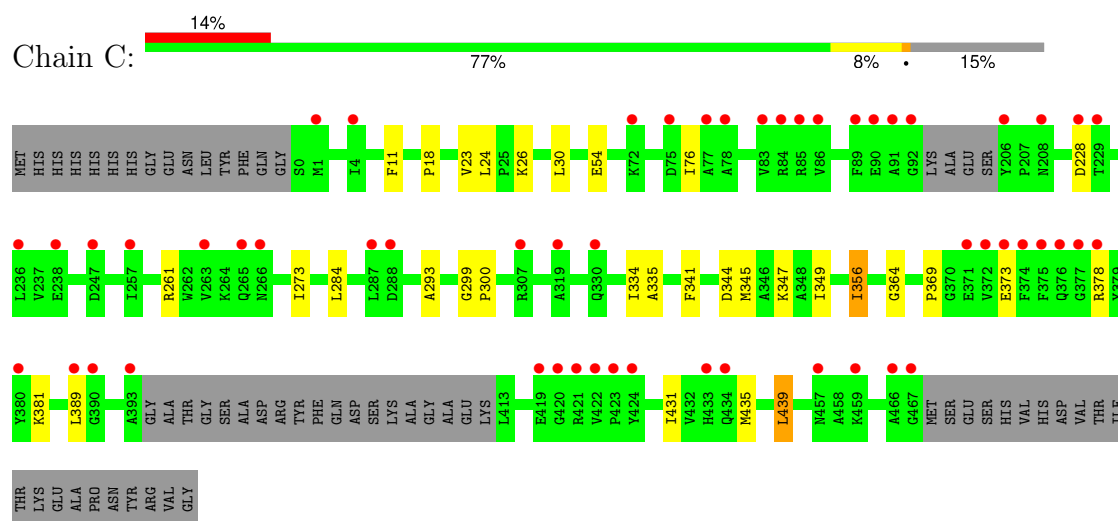 14%
Chain C:
77% 8% • 15%
MET HIS HIS HIS HIS HIS HIS GLY GLU ASN LEU TYR PHE GLN GLY S0 M1 I4 F11 P18 V23 L24 P25 K26 L30 E54 K72 D75 I76 A77 A78 V83 R84 R85 V86 F89 E90 A91 G92 LYS ALA GLU SER Y206 P207 N208 D228 T229
L236 V237 E238 D247 I257 R261 W262 V263 K264 Q265 N266 I273 L284 L287 D288 A293 G299 P300 R307 A319 Q330 I334 A335 F341 D344 M345 A346 K347 A348 I349 I356 G364 P369 G370 E371 V372 E373 F374 F375 Q376 G377 R378 Y379
Y380 K381 L389 G390 A393 GLY ALA THR GLY SER ALA ASP ARG TYR PHE GLN ASP SER LYS ALA GLY ALA GLU LYS L413 E419 G420 R421 V422 P423 Y424 I431 V432 H433 Q434 M435 L439 N457 A458 K459 A466 G467 MET SER GLU SER HIS VAL HIS ASP VAL THR ILE
THR LYS GLU ALA PRO ASN TYR ARG VAL GLY